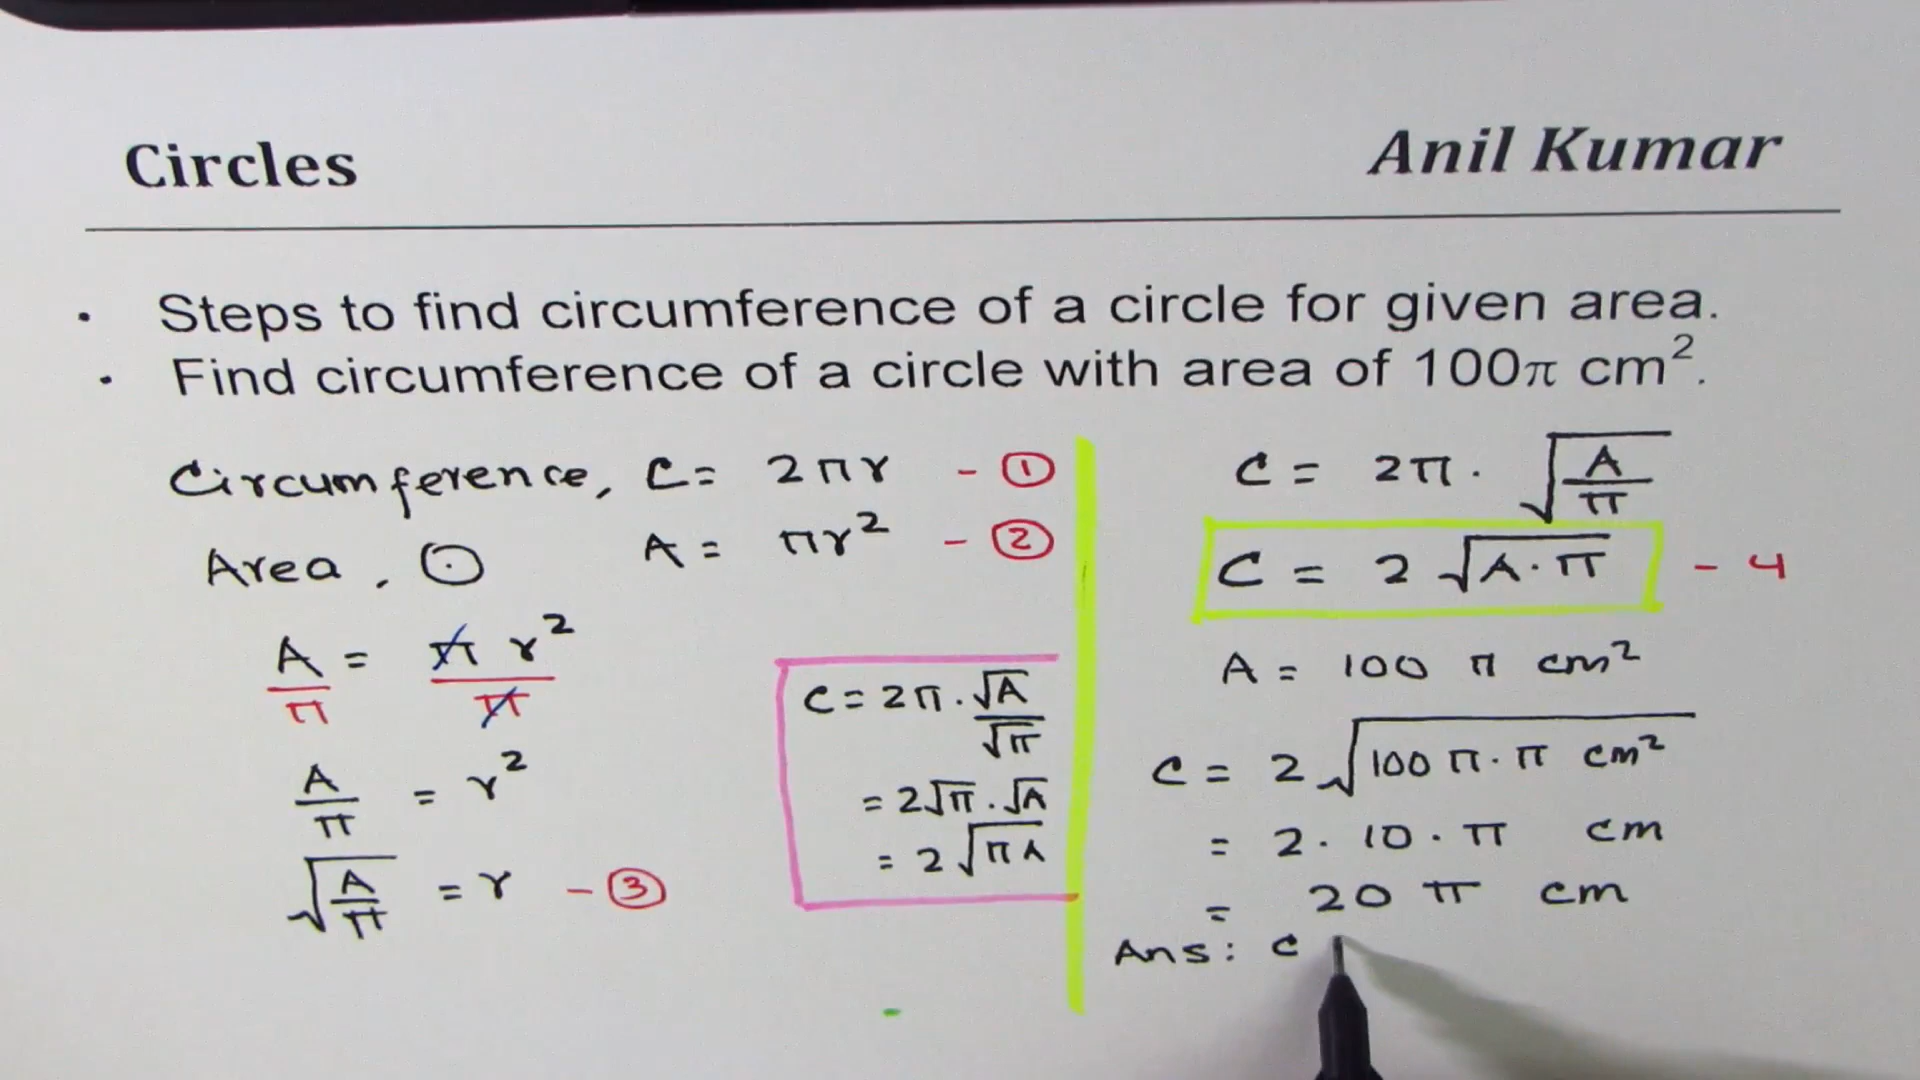 Circles
Anil Kumar
· Steps to find circumference of a circle for given area.
· Find circumference of a circle with area of 100π cm².
Circumference, C = 2πr - ①
Area, ⊙ A = πr² - ②
A/π = πr²/π
A/π = r²
√(A/π) = r - ③
C = 2π · √A/√π
= 2√π · √A
= 2√(πA)
C = 2π · √(A/π)
C = 2√(A·π) - 4
A = 100 π cm²
C = 2√(100π·π cm²)
= 2 · 10 · π cm
= 20 π cm
Ans: C